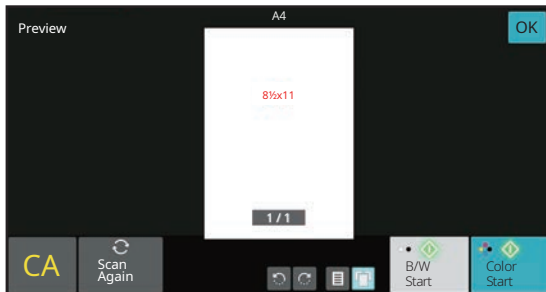 A4
Preview
OK
8½x11
1 / 1
CA
Scan
Again
B/W
Start
Color
Start